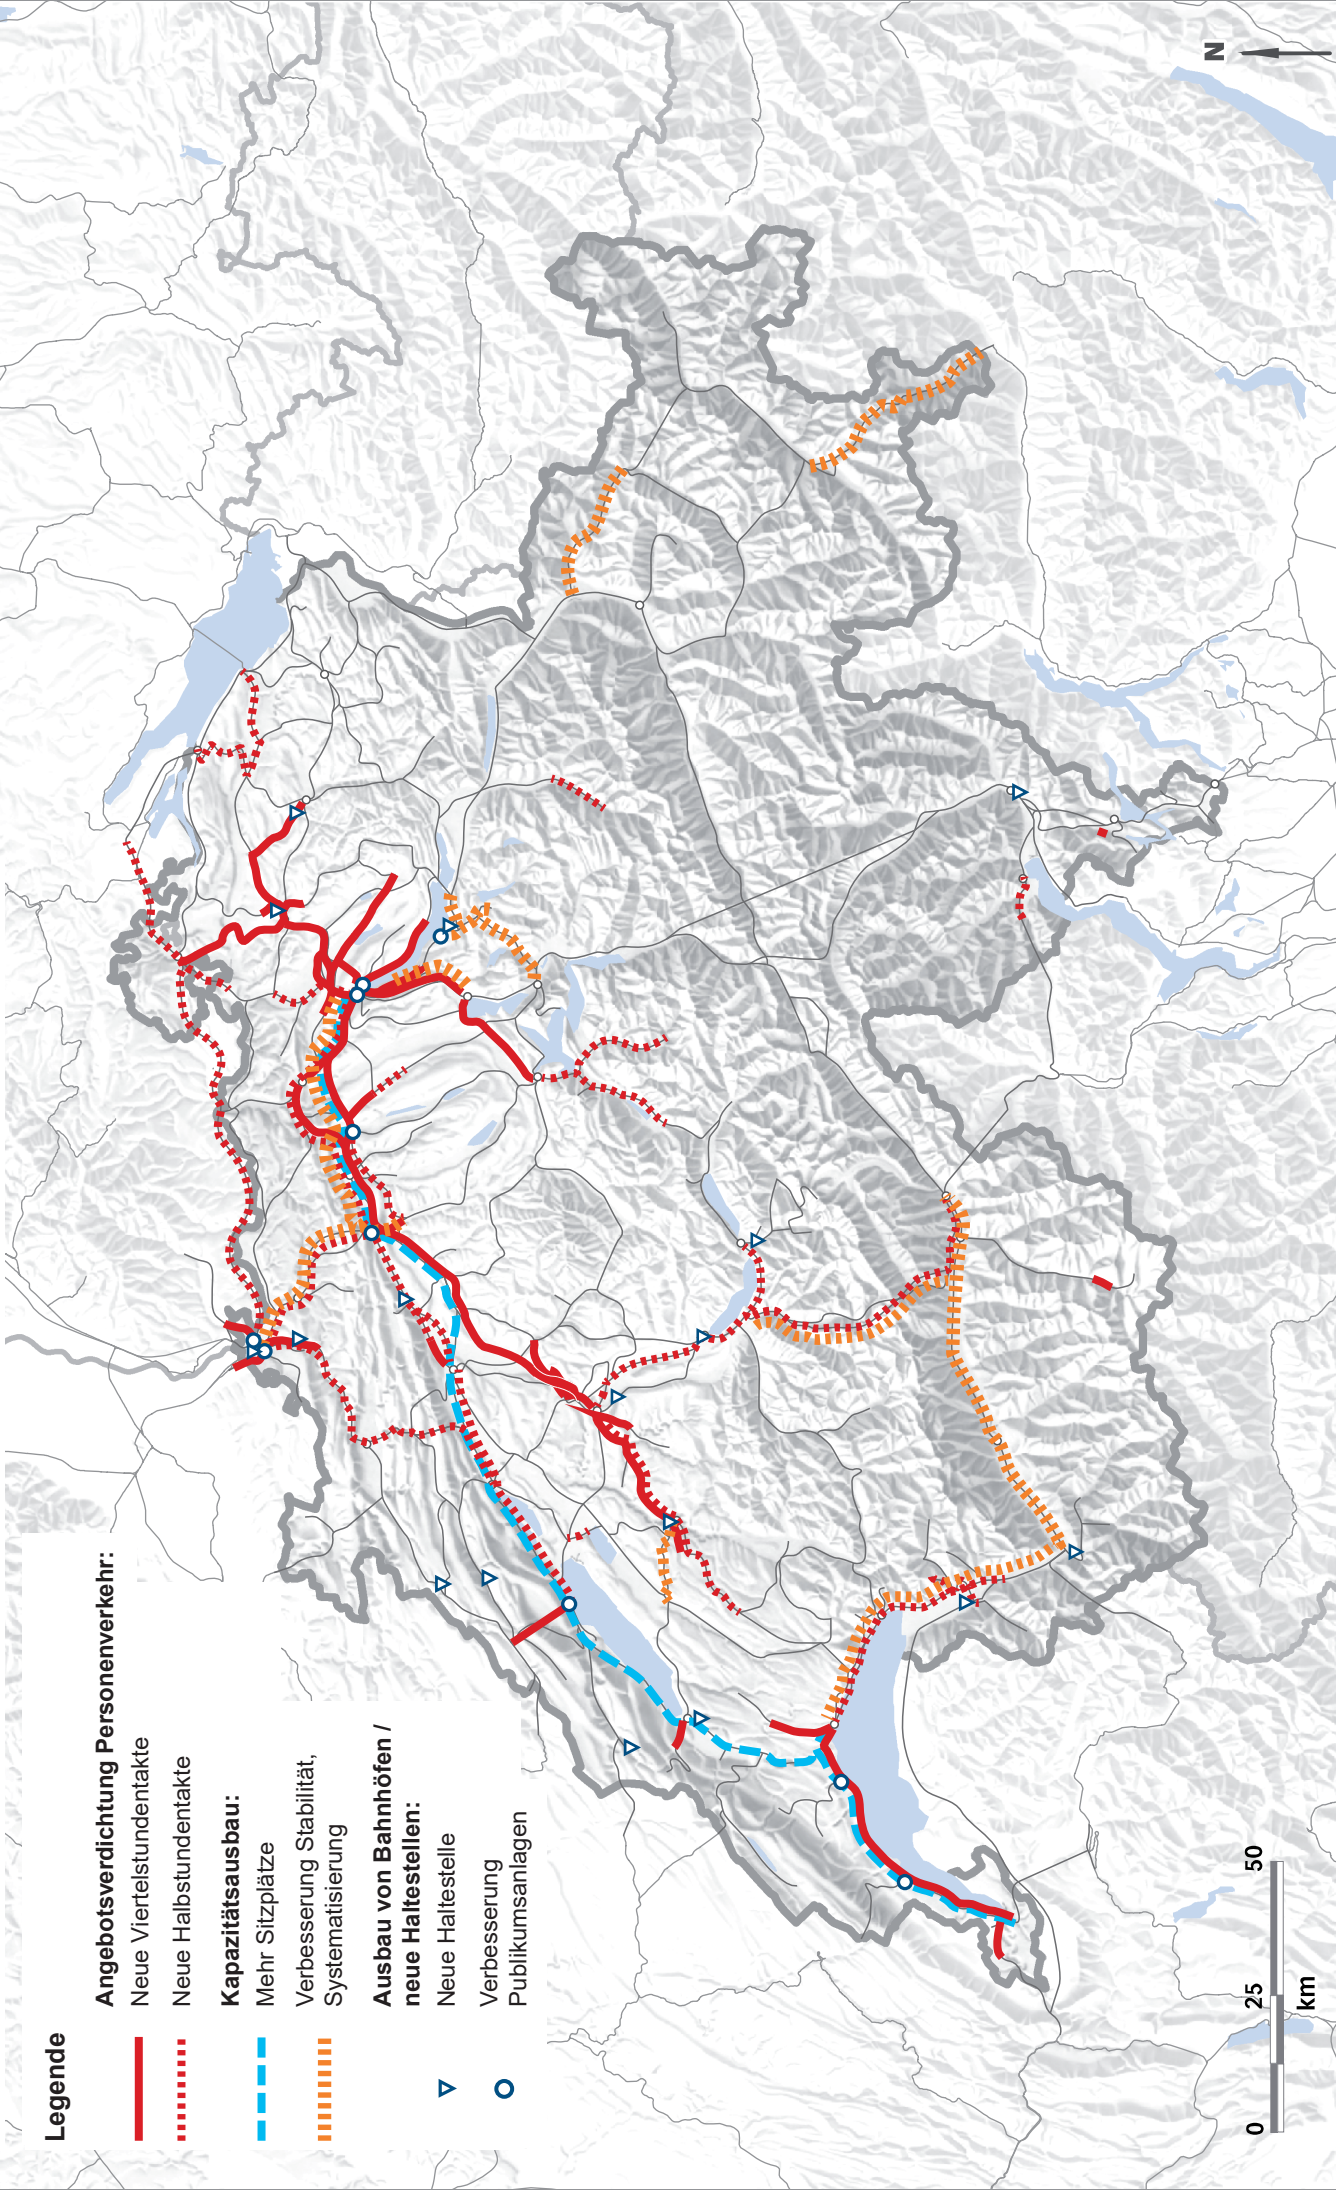 Legende
Angebotsverdichtung Personenverkehr:
Neue Viertelstundentakte
Neue Halbstundentakte
Kapazitätsausbau:
Mehr Sitzplätze
Verbesserung Stabilität,
Systematisierung
Ausbau von Bahnhöfen /
neue Haltestellen:
Neue Haltestelle
Verbesserung
Publikumsanlagen
0 25 50
km
N